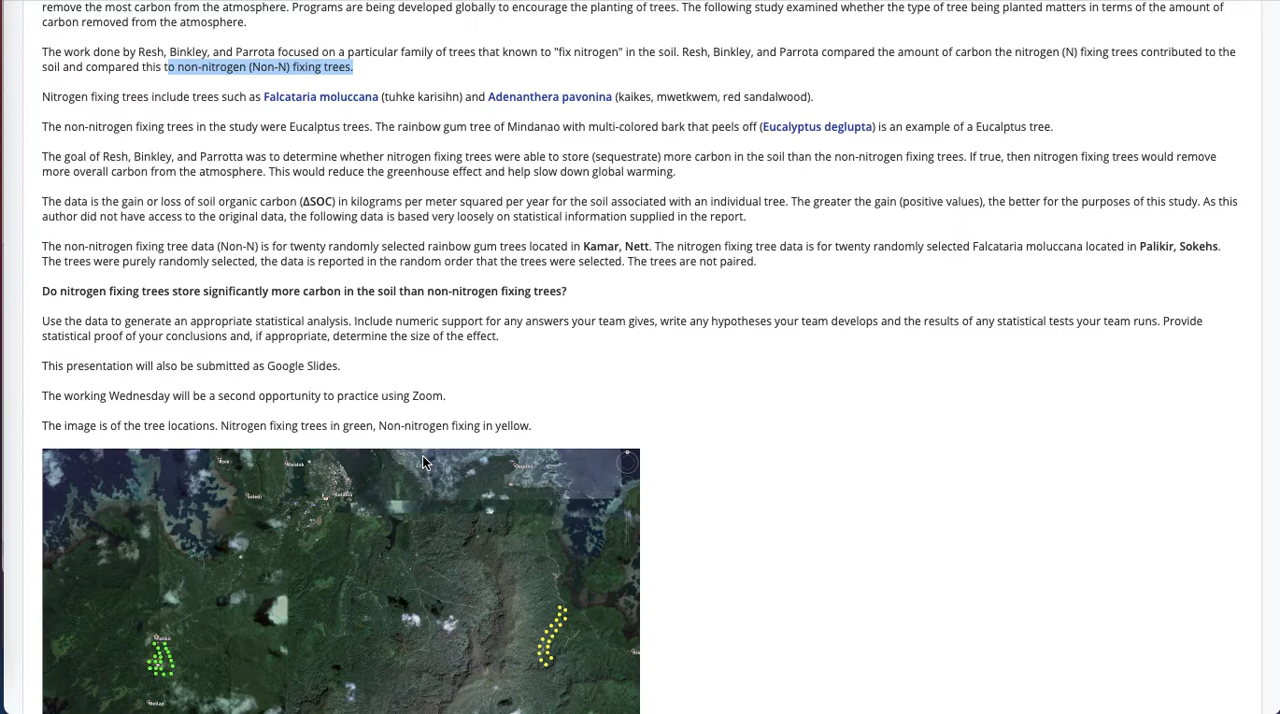 remove the most carbon from the atmosphere. Programs are being developed globally to encourage the planting of trees. The following study examined whether the type of tree being planted matters in terms of the amount of
carbon removed from the atmosphere.
The work done by Resh, Binkley, and Parrota focused on a particular family of trees that known to "fix nitrogen" in the soil. Resh, Binkley, and Parrota compared the amount of carbon the nitrogen (N) fixing trees contributed to the
soil and compared this to non-nitrogen (Non-N) fixing trees.
Nitrogen fixing trees include trees such as Falcataria moluccana (tuhke karisihn) and Adenanthera pavonina (kaikes, mwetkwem, red sandalwood).
The non-nitrogen fixing trees in the study were Eucalptus trees. The rainbow gum tree of Mindanao with multi-colored bark that peels off (Eucalyptus deglupta) is an example of a Eucalptus tree.
The goal of Resh, Binkley, and Parrotta was to determine whether nitrogen fixing trees were able to store (sequestrate) more carbon in the soil than the non-nitrogen fixing trees. If true, then nitrogen fixing trees would remove
more overall carbon from the atmosphere. This would reduce the greenhouse effect and help slow down global warming.
The data is the gain or loss of soil organic carbon (ΔSOC) in kilograms per meter squared per year for the soil associated with an individual tree. The greater the gain (positive values), the better for the purposes of this study. As this
author did not have access to the original data, the following data is based very loosely on statistical information supplied in the report.
The non-nitrogen fixing tree data (Non-N) is for twenty randomly selected rainbow gum trees located in Kamar, Nett. The nitrogen fixing tree data is for twenty randomly selected Falcataria moluccana located in Palikir, Sokehs.
The trees were purely randomly selected, the data is reported in the random order that the trees were selected. The trees are not paired.
Do nitrogen fixing trees store significantly more carbon in the soil than non-nitrogen fixing trees?
Use the data to generate an appropriate statistical analysis. Include numeric support for any answers your team gives, write any hypotheses your team develops and the results of any statistical tests your team runs. Provide
statistical proof of your conclusions and, if appropriate, determine the size of the effect.
This presentation will also be submitted as Google Slides.
The working Wednesday will be a second opportunity to practice using Zoom.
The image is of the tree locations. Nitrogen fixing trees in green, Non-nitrogen fixing in yellow.